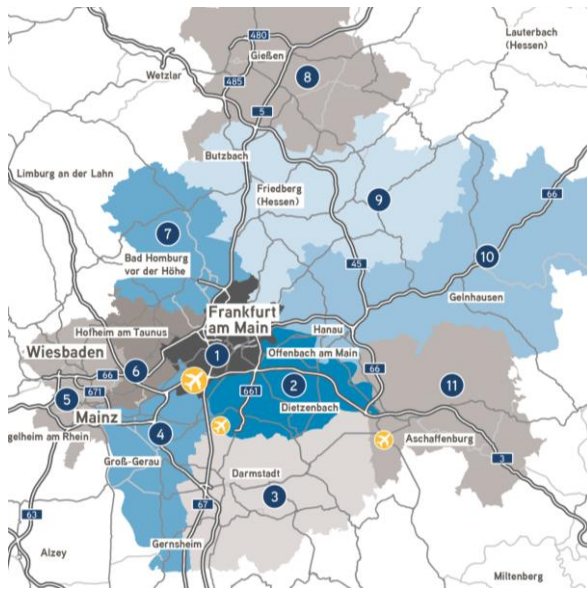 480
Lauterbach
(Hessen)
Gießen
Wetzlar
485
8
5
Butzbach
Limburg an der Lahn
Friedberg
(Hessen)
9
66
7
10
Bad Homburg
vor der Höhe
45
Gelnhausen
Frankfurt
am Main
Hofheim am Taunus
Hanau
Wiesbaden
1
Offenbach am Main
6
66
66
11
5
671
2
661
Mainz
Dietzenbach
gelheim am Rhein
4
Aschaffenburg
Groß-Gerau
3
Darmstadt
3
67
63
Gernsheim
Alzey
Miltenberg